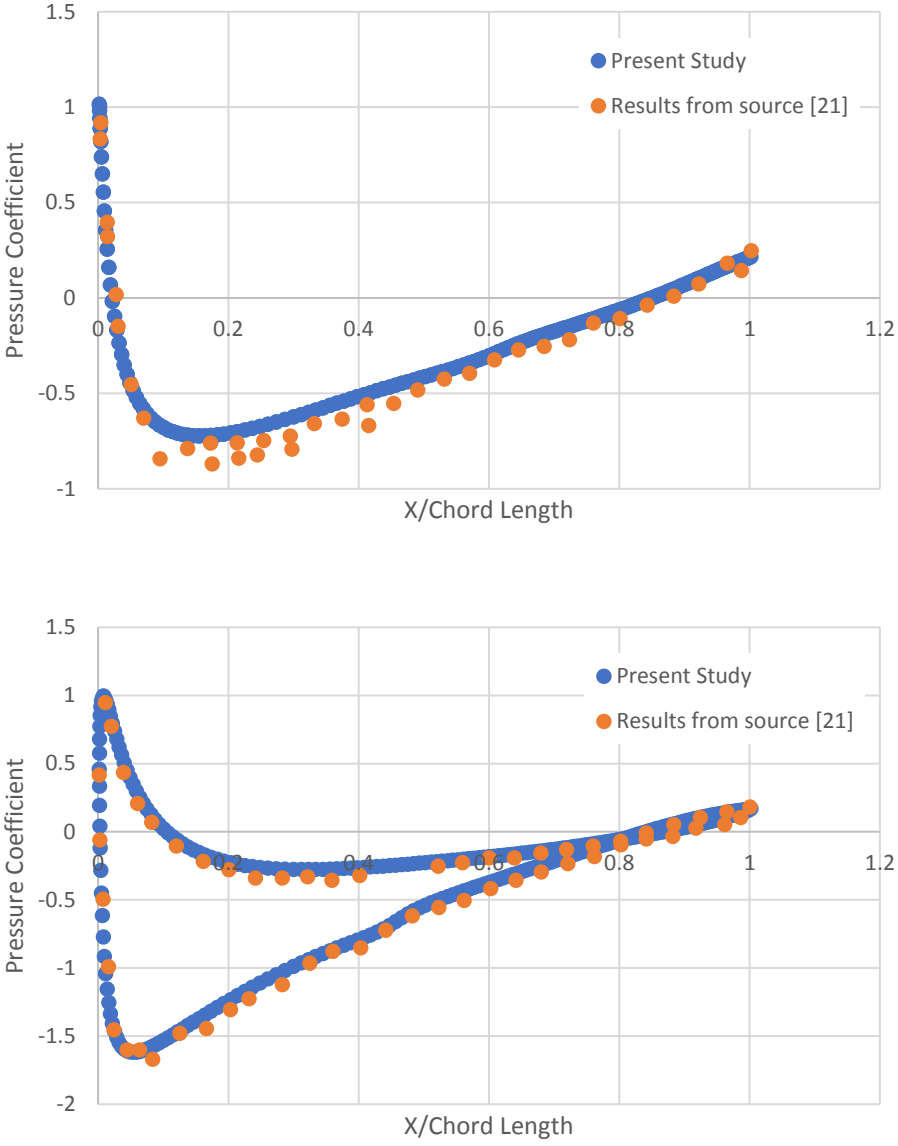 1.5
Present Study
1
Results from source [21]
0.5
Pressure Coefficient
0
0 0.2 0.4 0.6 0.8 1 1.2
-0.5
-1
X/Chord Length
1.5
Present Study
1
Results from source [21]
0.5
Pressure Coefficient
0
0 0.2 0.4 0.6 0.8 1 1.2
-0.5
-1
-1.5
-2
X/Chord Length